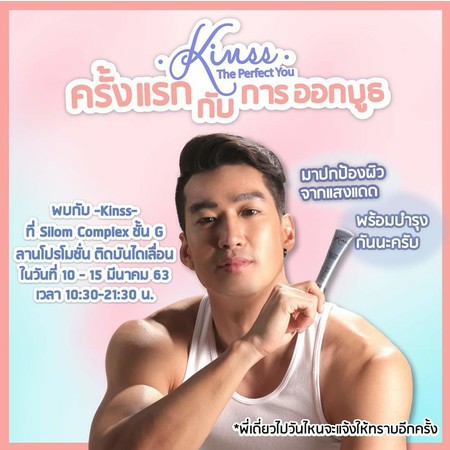 Kinss
The Perfect You
ครั้งแรก กับ การ ออกบูธ
มาปกป้องผิว
จากแสงแดด
พร้อมบำรุง
กันนะครับ
พบกับ -Kinss-
ที่ Silom Complex ชั้น G
ลานโปรโมชั่น ติดบันไดเลื่อน
ในวันที่ 10 - 15 มีนาคม 63
เวลา 10:30-21:30 น.
*พี่เดี่ยวไปวันไหนจะแจ้งให้ทราบอีกครั้ง